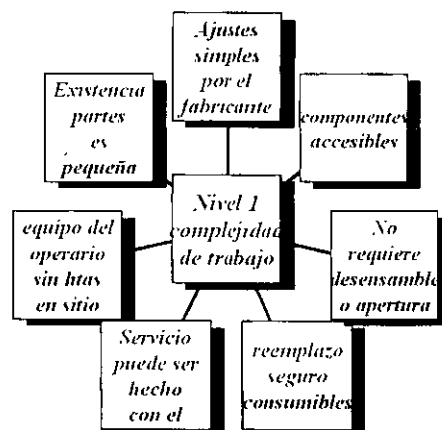 Ajustes
simples
por el
fabricante
componentes
accesibles
No
requiere
desensamble
o apertura
reemplazo
seguro
consumibles
Servicio
puede ser
hecho
con el
equipo del
operario
sin htas
en sitio
Existencia
partes
es
pequeña
Nivel 1
complejidad
de trabajo